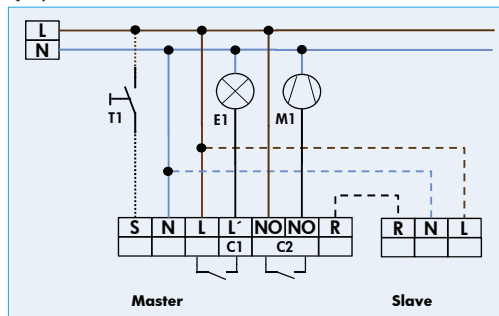 L
N
T1
E1
M1
S N L L´ NO NO R
C1 C2
R N L
Master
Slave